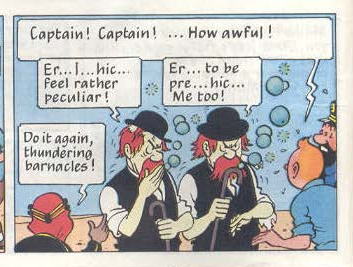 Captain! Captain! ... How awful!
Er... I... hic...
feel rather
peculiar!
Er... to be
pre... hic...
Me too!
Do it again,
thundering
barnacles!